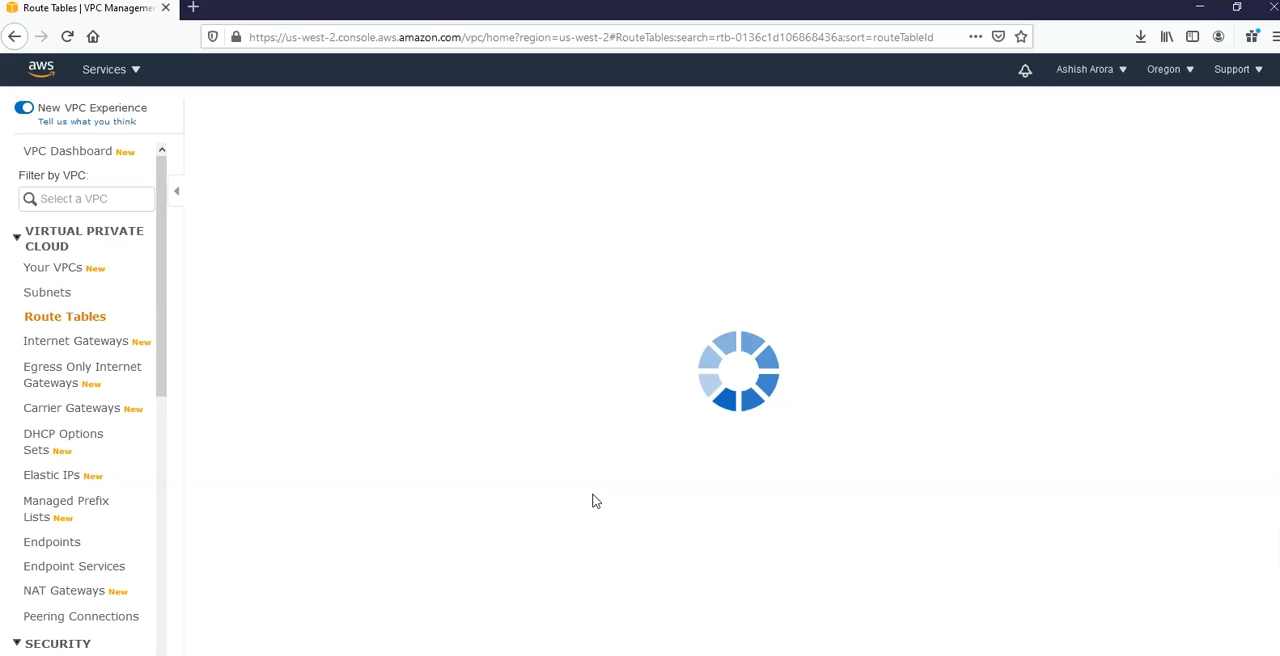 Route Tables | VPC Managemen
https://us-west-2.console.aws.amazon.com/vpc/home?region=us-west-2#RouteTables:search=rtb-0136c1d106868436a;sort=routeTableId
aws Services Ashish Arora Oregon Support
New VPC Experience
Tell us what you think
VPC Dashboard New
Filter by VPC:
Select a VPC
VIRTUAL PRIVATE
CLOUD
Your VPCs New
Subnets
Route Tables
Internet Gateways New
Egress Only Internet
Gateways New
Carrier Gateways New
DHCP Options
Sets New
Elastic IPs New
Managed Prefix
Lists New
Endpoints
Endpoint Services
NAT Gateways New
Peering Connections
SECURITY